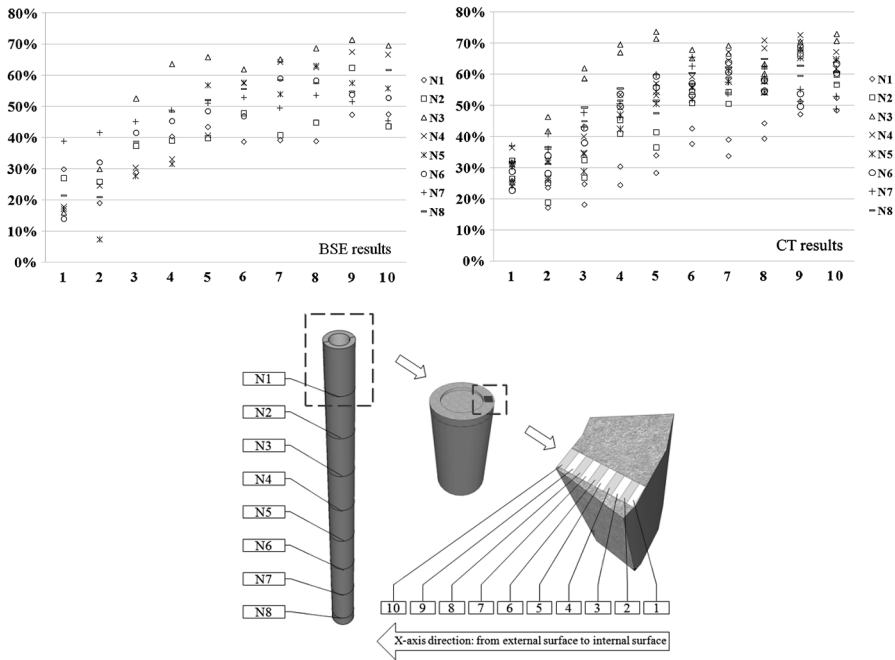 80%
70%
60%
50%
40%
30%
20%
10%
0%
1 2 3 4 5 6 7 8 9 10
BSE results
◇N1
□N2
△N3
×N4
N5
○N6
+N7
−N8
80%
70%
60%
50%
40%
30%
20%
10%
0%
1 2 3 4 5 6 7 8 9 10
CT results
◇N1
□N2
△N3
×N4
N5
○N6
+N7
−N8
N1
N2
N3
N4
N5
N6
N7
N8
10 9 8 7 6 5 4 3 2 1
X-axis direction: from external surface to internal surface